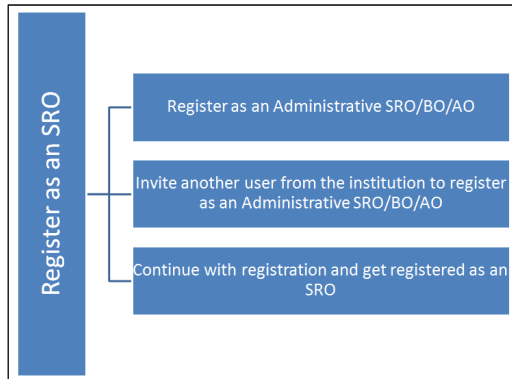 Register as an SRO
Register as an Administrative SRO/BO/AO
Invite another user from the institution to register
as an Administrative SRO/BO/AO
Continue with registration and get registered as an
SRO